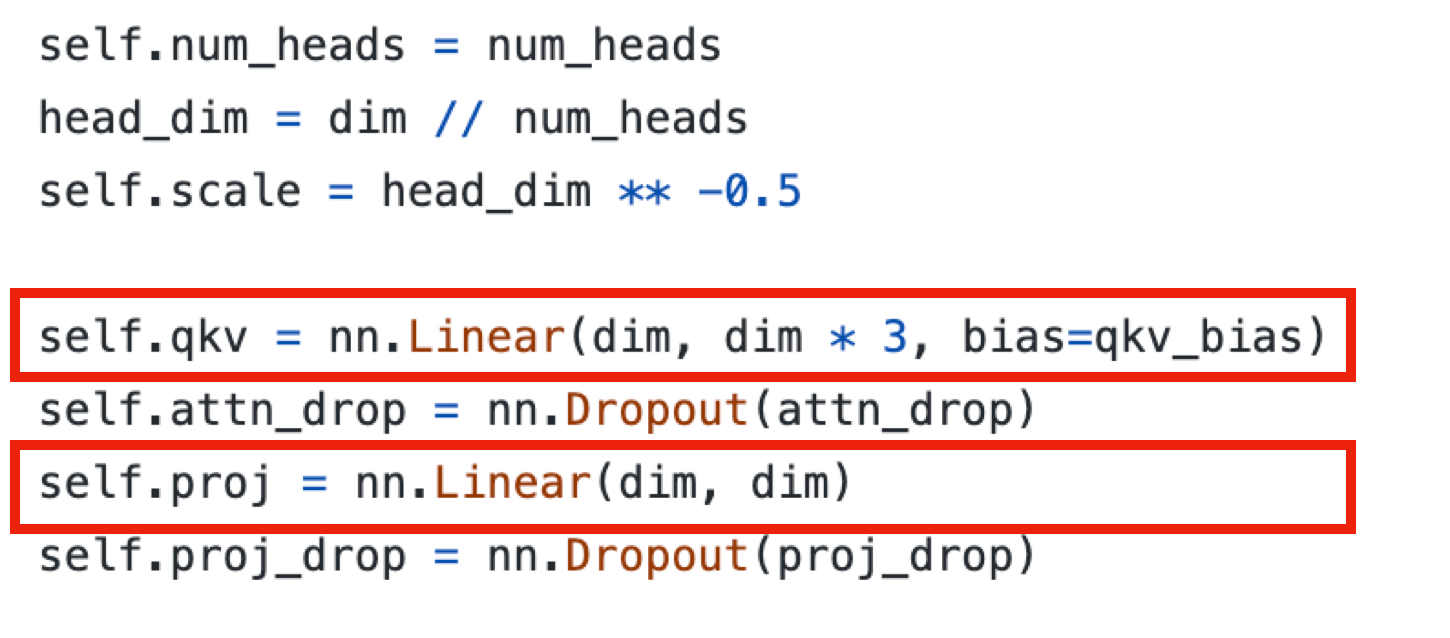 self.num_heads = num_heads
head_dim = dim // num_heads
self.scale = head_dim ** -0.5
self.qkv = nn.Linear(dim, dim * 3, bias=qkv_bias)
self.attn_drop = nn.Dropout(attn_drop)
self.proj = nn.Linear(dim, dim)
self.proj_drop = nn.Dropout(proj_drop)